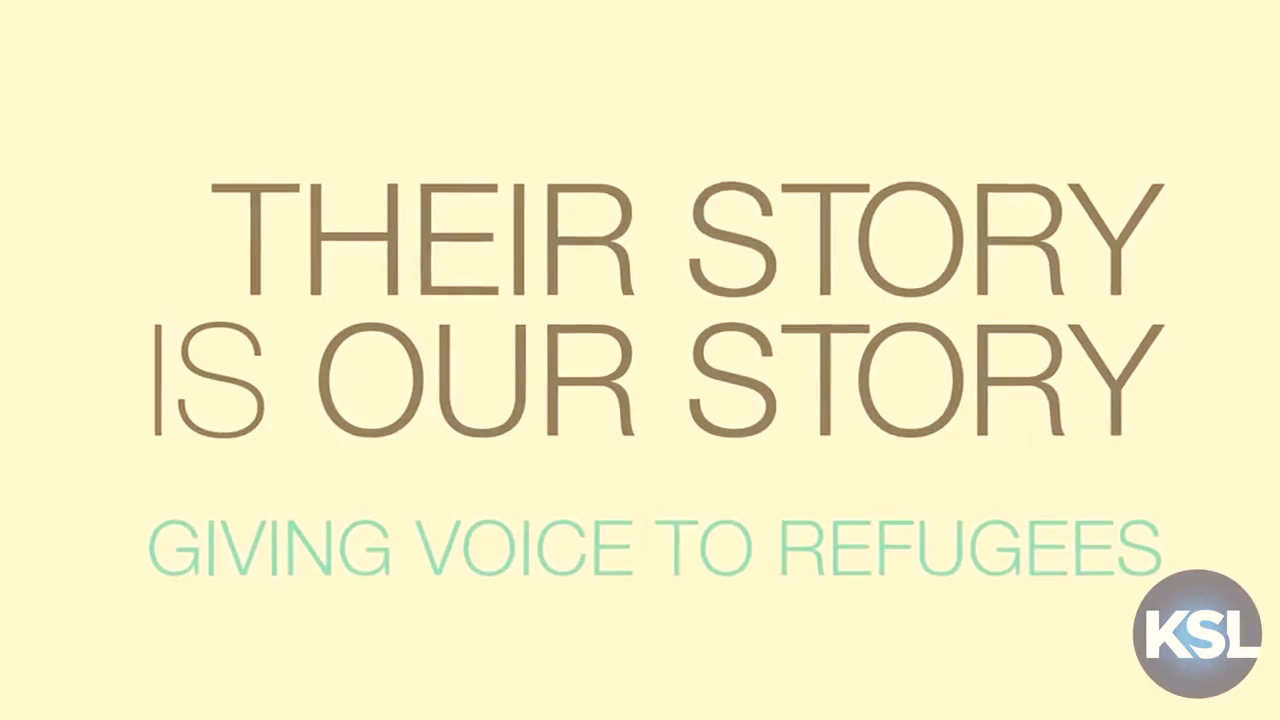 THEIR STORY
IS OUR STORY
GIVING VOICE TO REFUGEES
KSL